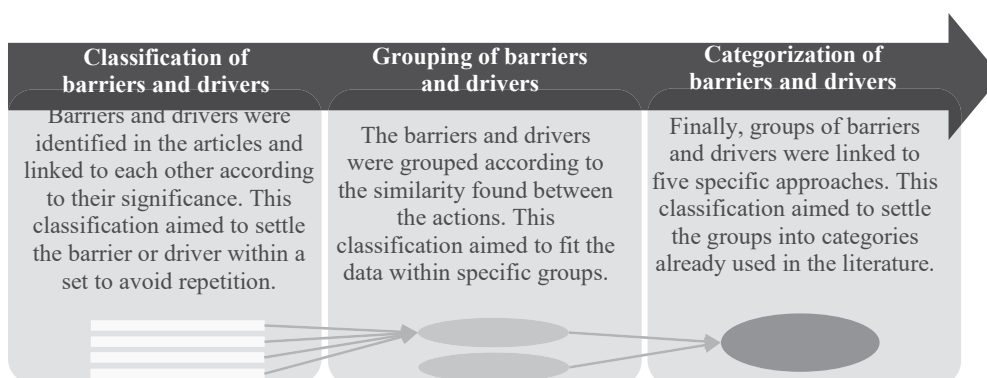 Classification of
barriers and drivers
Barriers and drivers were
identified in the articles and
linked to each other according
to their significance. This
classification aimed to settle
the barrier or driver within a
set to avoid repetition.
Grouping of barriers
and drivers
The barriers and drivers
were grouped according to
the similarity found between
the actions. This
classification aimed to fit the
data within specific groups.
Categorization of
barriers and drivers
Finally, groups of barriers
and drivers were linked to
five specific approaches. This
classification aimed to settle
the groups into categories
already used in the literature.